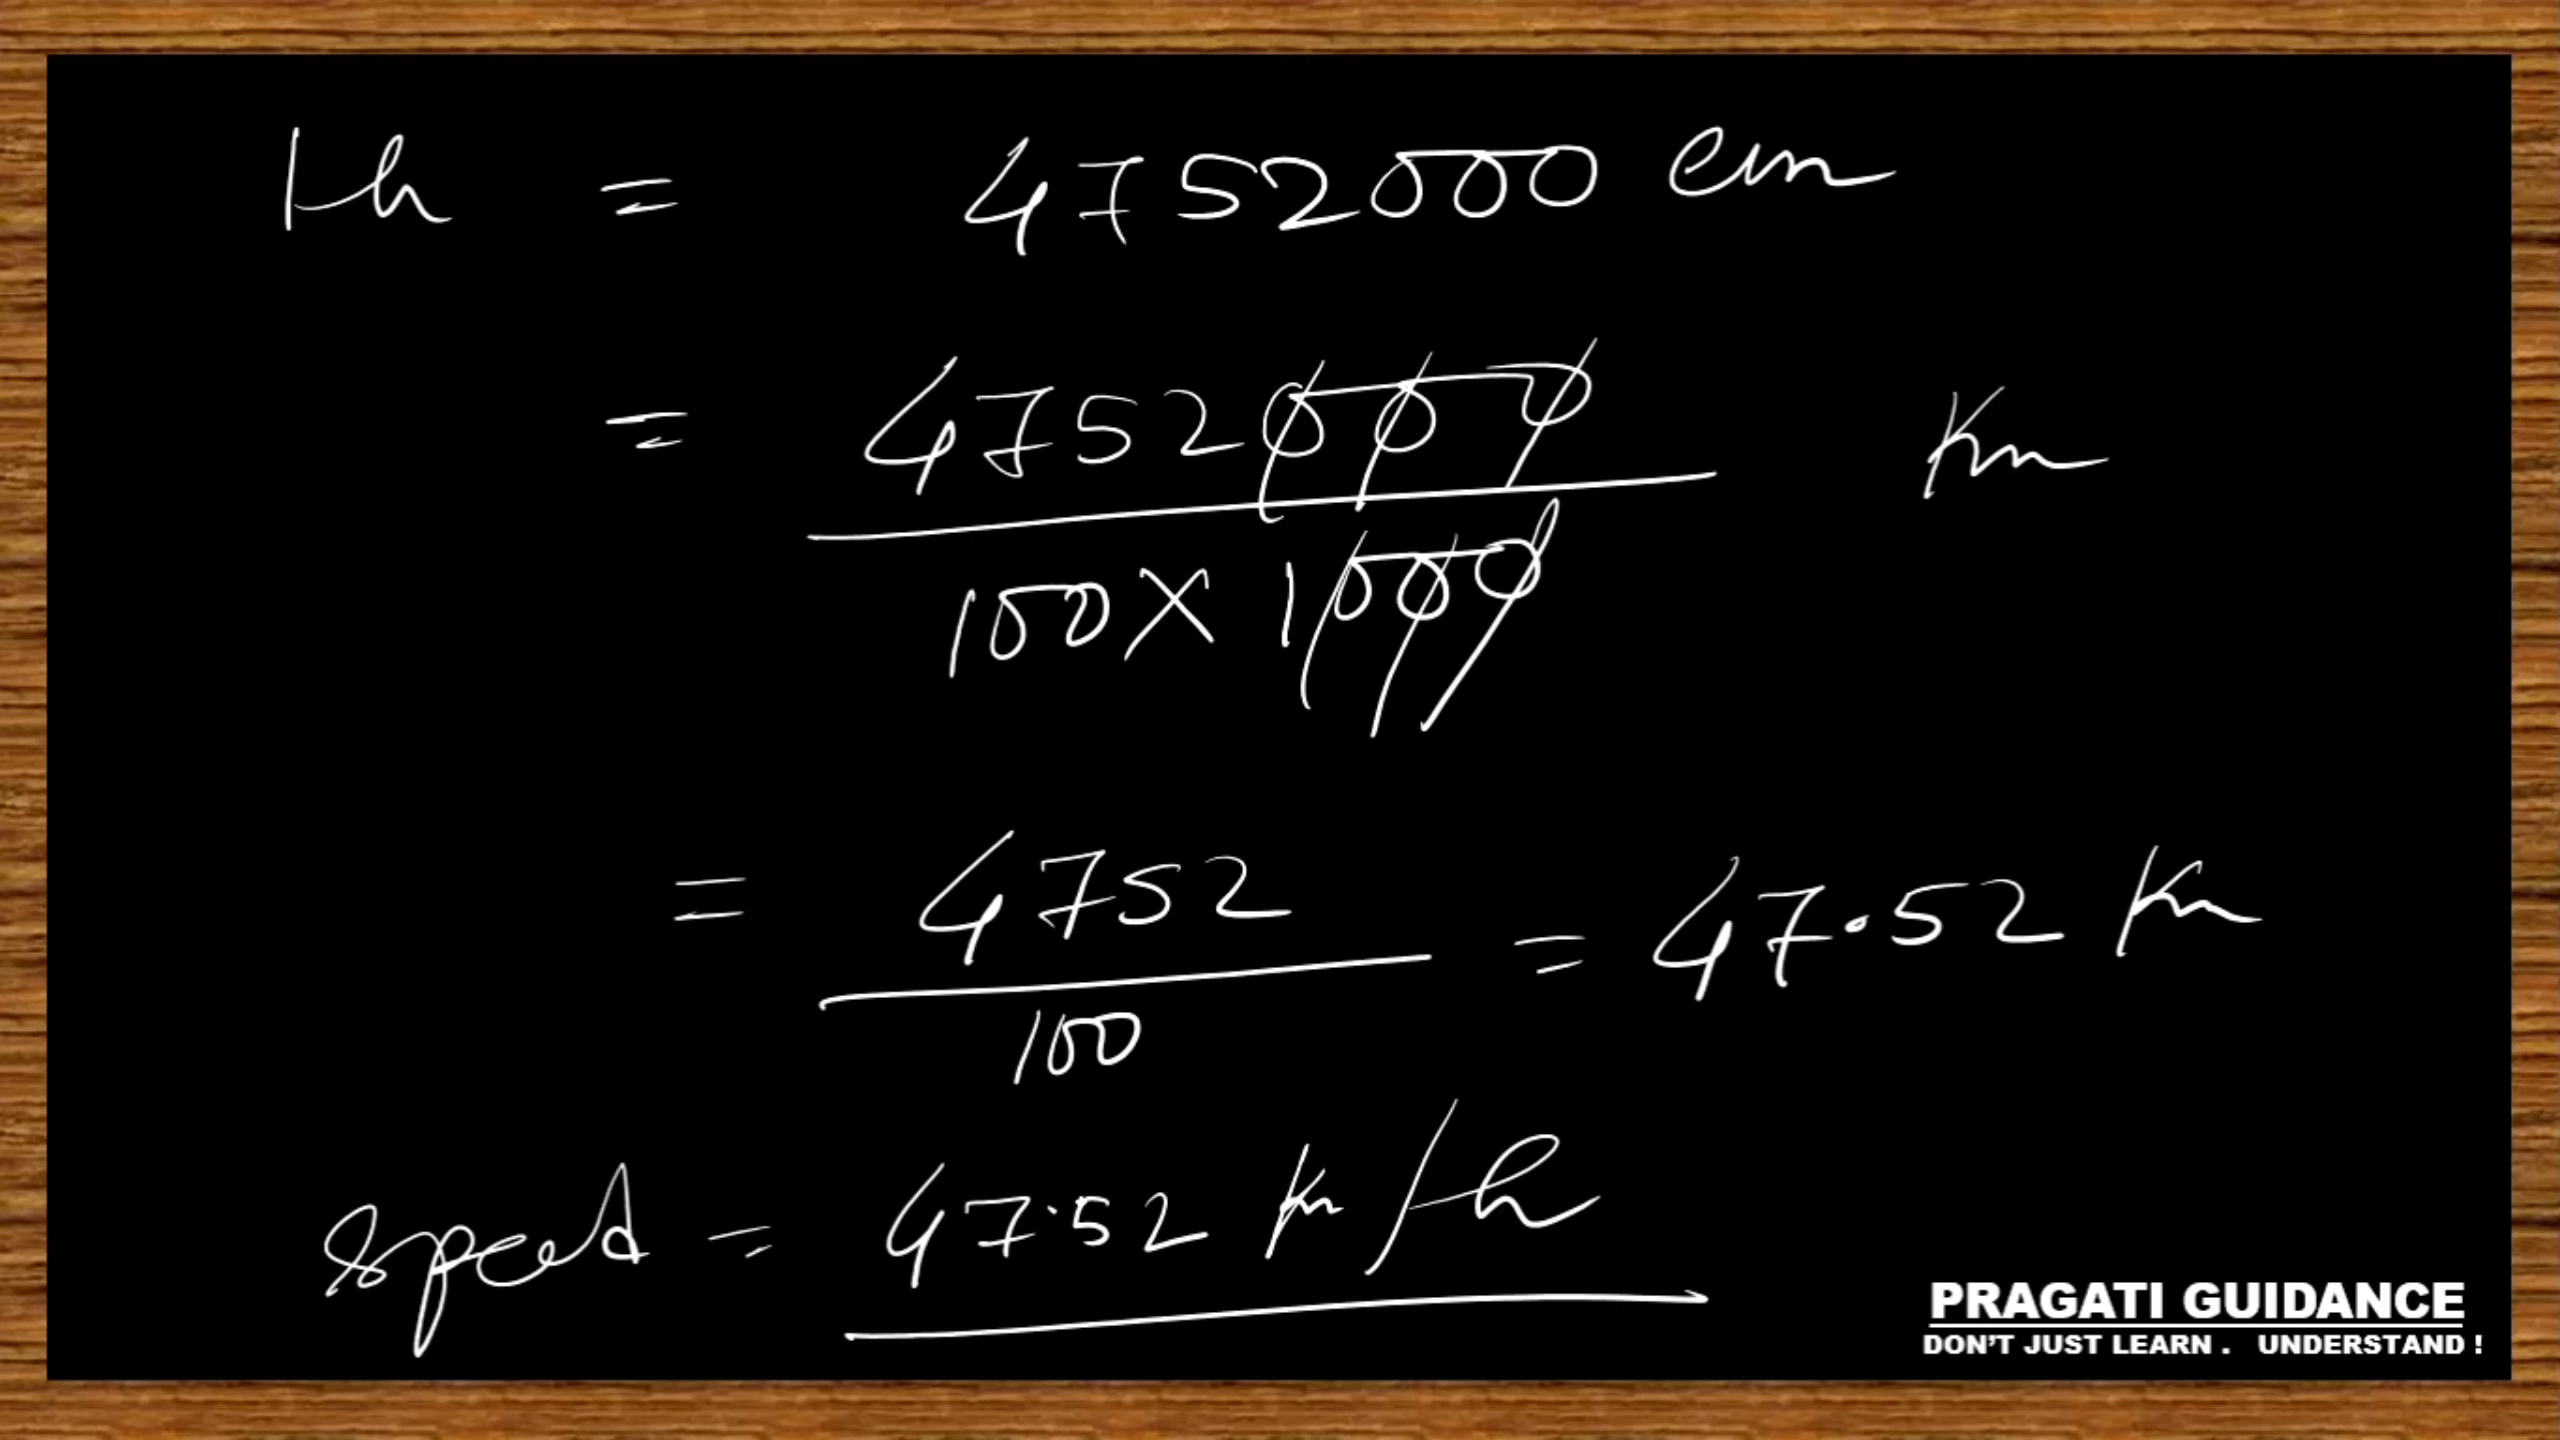 1h = 4752000 cm
= 4752000 Km
100 X 1000
= 4752 = 47.52 Km
100
Speed = 47.52 Km/h
PRAGATI GUIDANCE
DON'T JUST LEARN. UNDERSTAND!